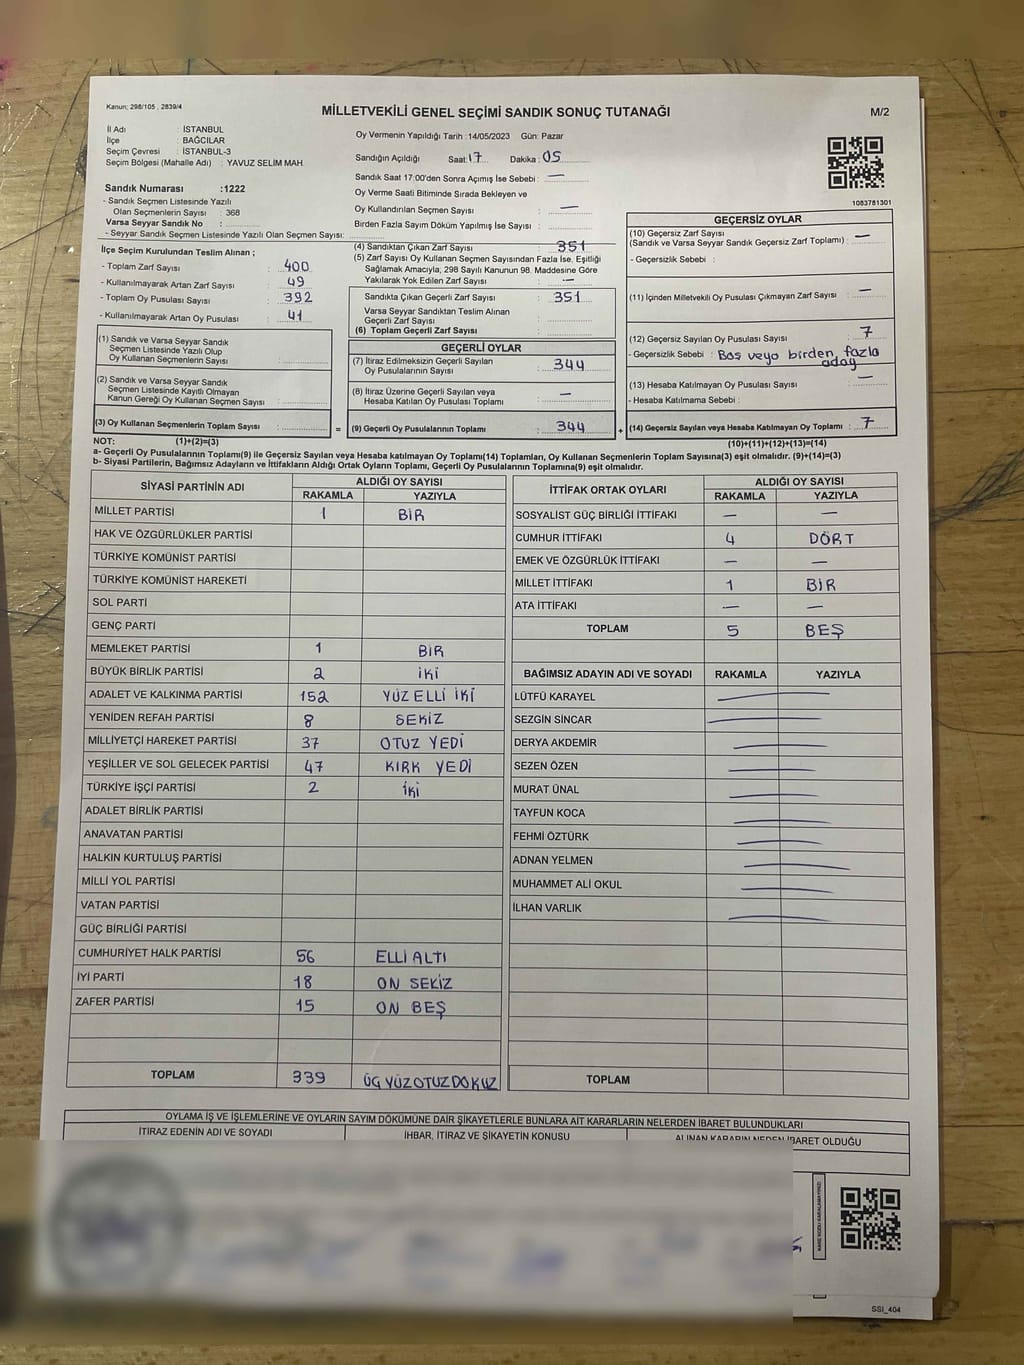 Kanun; 298/105 , 2839/4
MİLLETVEKİLİ GENEL SEÇİMİ SANDIK SONUÇ TUTANAĞI
M/2
İl Adı : İSTANBUL
İlçe : BAĞCILAR
Seçim Çevresi : İSTANBUL-3
Seçim Bölgesi (Mahalle Adı) : YAVUZ SELİM MAH.
Sandık Numarası :1222
- Sandık Seçmen Listesinde Yazılı
Olan Seçmenlerin Sayısı : 368
Varsa Seyyar Sandık No :
- Seyyar Sandık Seçmen Listesinde Yazılı Olan Seçmen Sayısı:
Oy Vermenin Yapıldığı Tarih :14/05/2023 Gün: Pazar
Sandığın Açıldığı Saat:17 Dakika:05
Sandık Saat 17:00'den Sonra Açımış İse Sebebi : —
Oy Verme Saati Bitiminde Sırada Bekleyen ve
Oy Kullandırılan Seçmen Sayısı : —
Birden Fazla Sayım Döküm Yapılmış İse Sayısı :
1083781301
İlçe Seçim Kurulundan Teslim Alınan ;
- Toplam Zarf Sayısı : 400
- Kullanılmayarak Artan Zarf Sayısı : 49
- Toplam Oy Pusulası Sayısı : 392
- Kullanılmayarak Artan Oy Pusulası : 41
(1) Sandık ve Varsa Seyyar Sandık
Seçmen Listesinde Yazılı Olup
Oy Kullanan Seçmenlerin Sayısı :
(2) Sandık ve Varsa Seyyar Sandık
Seçmen Listesinde Kayıtlı Olmayan
Kanun Gereği Oy Kullanan Seçmen Sayısı :
(3) Oy Kullanan Seçmenlerin Toplam Sayısı :
(4) Sandıktan Çıkan Zarf Sayısı : 351
(5) Zarf Sayısı Oy Kullanan Seçmen Sayısından Fazla İse, Eşitliği
Sağlamak Amacıyla, 298 Sayılı Kanunun 98. Maddesine Göre
Yakılarak Yok Edilen Zarf Sayısı : —
Sandıkta Çıkan Geçerli Zarf Sayısı : 351
Varsa Seyyar Sandıktan Teslim Alınan
Geçerli Zarf Sayısı :
(6) Toplam Geçerli Zarf Sayısı :
GEÇERLİ OYLAR
(7) İtiraz Edilmeksizin Geçerli Sayılan
Oy Pusulalarının Sayısı : 344
(8) İtiraz Üzerine Geçerli Sayılan veya
Hesaba Katılan Oy Pusulası Toplamı : —
= (9) Geçerli Oy Pusulalarının Toplamı : 344 +
GEÇERSİZ OYLAR
(10) Geçersiz Zarf Sayısı
(Sandık ve Varsa Seyyar Sandık Geçersiz Zarf Toplamı) : —
- Geçersizlik Sebebi :
(11) İçinden Milletvekili Oy Pusulası Çıkmayan Zarf Sayısı : —
(12) Geçersiz Sayılan Oy Pusulası Sayısı : 7
- Geçersizlik Sebebi : Boş veya birden fazla
aday
(13) Hesaba Katılmayan Oy Pusulası Sayısı : —
- Hesaba Katılmama Sebebi :
(14) Geçersiz Sayılan veya Hesaba Katılmayan Oy Toplamı : 7
NOT: (1)+(2)=(3)
(10)+(11)+(12)+(13)=(14)
a- Geçerli Oy Pusulalarının Toplamı(9) ile Geçersiz Sayılan veya Hesaba katılmayan Oy Toplamı(14) Toplamları, Oy Kullanan Seçmenlerin Toplam Sayısına(3) eşit olmalıdır. (9)+(14)=(3)
b- Siyasi Partilerin, Bağımsız Adayların ve İttifakların Aldığı Ortak Oyların Toplamı, Geçerli Oy Pusulalarının Toplamına(9) eşit olmalıdır.
SİYASİ PARTİNİN ADI
ALDIĞI OY SAYISI
RAKAMLA YAZIYLA
MİLLET PARTİSİ 1 BİR
HAK VE ÖZGÜRLÜKLER PARTİSİ
TÜRKİYE KOMÜNİST PARTİSİ
TÜRKİYE KOMÜNİST HAREKETİ
SOL PARTİ
GENÇ PARTİ
MEMLEKET PARTİSİ 1 BİR
BÜYÜK BİRLİK PARTİSİ 2 İKİ
ADALET VE KALKINMA PARTİSİ 152 YÜZ ELLİ İKİ
YENİDEN REFAH PARTİSİ 8 SEKİZ
MİLLİYETÇİ HAREKET PARTİSİ 37 OTUZ YEDİ
YEŞİLLER VE SOL GELECEK PARTİSİ 47 KIRK YEDİ
TÜRKİYE İŞÇİ PARTİSİ 2 İKİ
ADALET BİRLİK PARTİSİ
ANAVATAN PARTİSİ
HALKIN KURTULUŞ PARTİSİ
MİLLİ YOL PARTİSİ
VATAN PARTİSİ
GÜÇ BİRLİĞİ PARTİSİ
CUMHURİYET HALK PARTİSİ 56 ELLİ ALTI
İYİ PARTİ 18 ON SEKİZ
ZAFER PARTİSİ 15 ON BEŞ
TOPLAM 339 ÜÇ YÜZ OTUZ DOKUZ
İTTİFAK ORTAK OYLARI
ALDIĞI OY SAYISI
RAKAMLA YAZIYLA
SOSYALİST GÜÇ BİRLİĞİ İTTİFAKI — —
CUMHUR İTTİFAKI 4 DÖRT
EMEK VE ÖZGÜRLÜK İTTİFAKI — —
MİLLET İTTİFAKI 1 BİR
ATA İTTİFAKI — —
TOPLAM 5 BEŞ
BAĞIMSIZ ADAYIN ADI VE SOYADI RAKAMLA YAZIYLA
LÜTFÜ KARAYEL
SEZGİN SİNCAR
DERYA AKDEMİR
SEZEN ÖZEN
MURAT ÜNAL
TAYFUN KOCA
FEHMİ ÖZTÜRK
ADNAN YELMEN
MUHAMMET ALİ OKUL
İLHAN VARLIK
TOPLAM
OYLAMA İŞ VE İŞLEMLERİNE VE OYLARIN SAYIM DÖKÜMÜNE DAİR ŞİKAYETLERLE BUNLARA AİT KARARLARIN NELERDEN İBARET BULUNDUKLARI
İTİRAZ EDENİN ADI VE SOYADI İHBAR, İTİRAZ VE ŞİKAYETİN KONUSU ALINAN KARARIN NEDEN İBARET OLDUĞU
KARE KODU KARALAMAYINIZ!
SSI_404